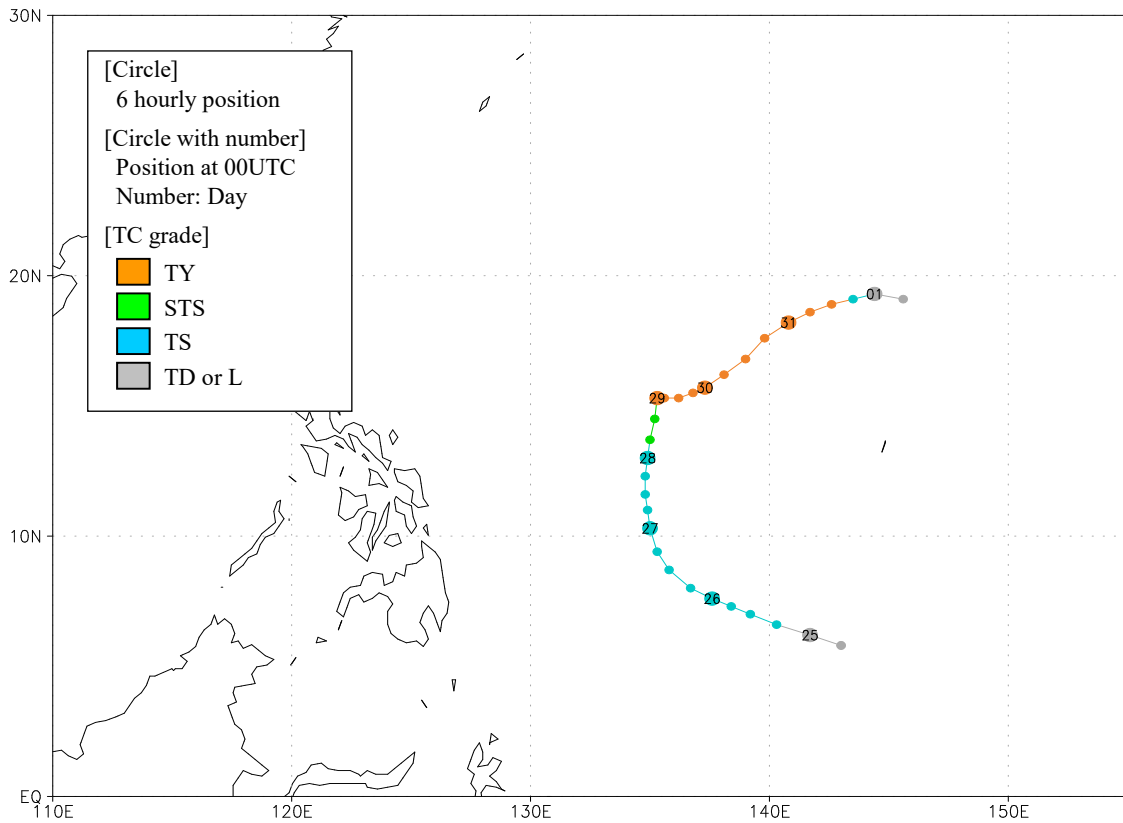 30N
[Circle]
6 hourly position
[Circle with number]
Position at 00UTC
Number: Day
[TC grade]
TY
STS
TS
TD or L
20N
01
31
30
29
28
10N
27
26
25
EQ
110E 120E 130E 140E 150E